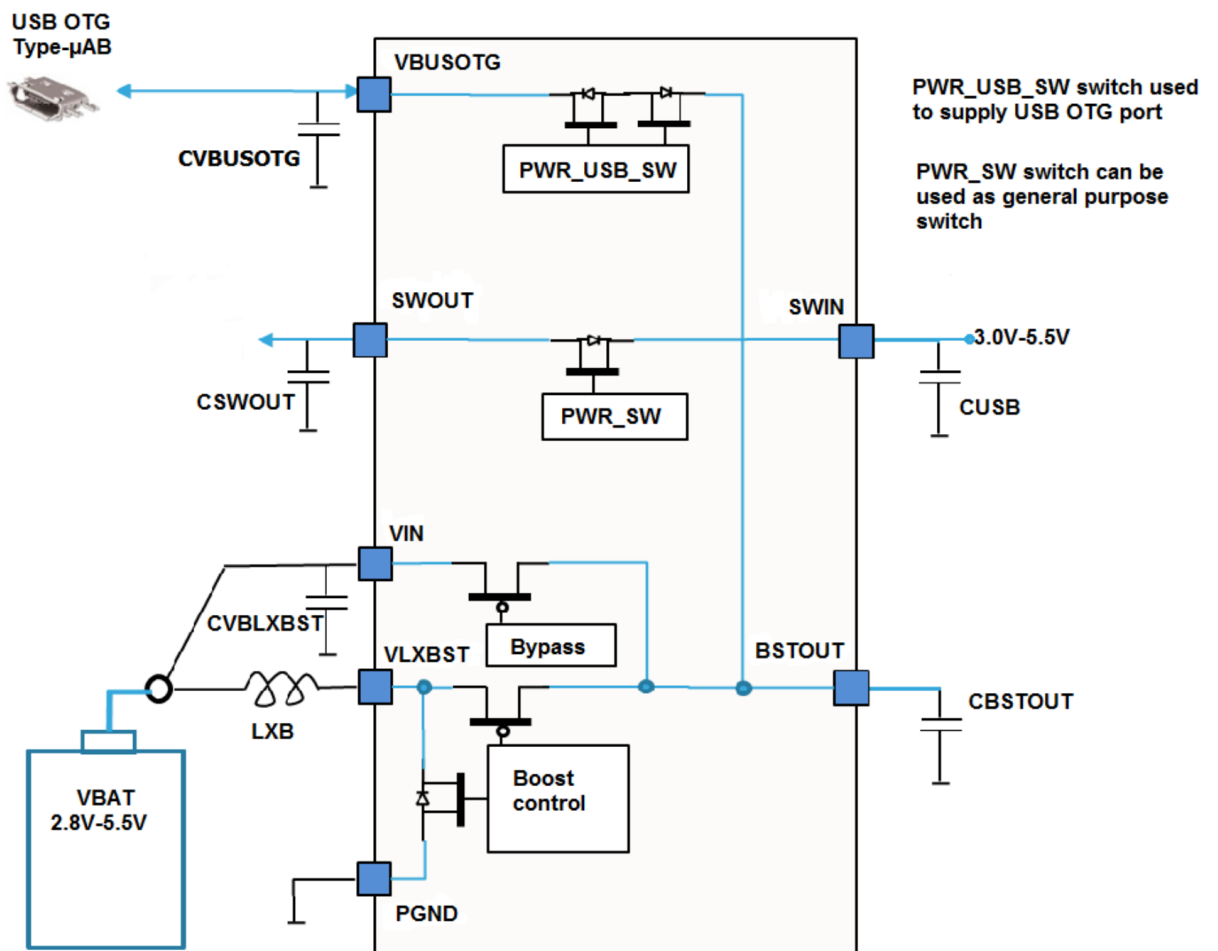 USB OTG
Type-µAB
VBUSOTG
CVBUSOTG
PWR_USB_SW
PWR_USB_SW switch used
to supply USB OTG port
PWR_SW switch can be
used as general purpose
switch
SWOUT
SWIN
3.0V-5.5V
CSWOUT
PWR_SW
CUSB
VIN
CVBLXBST
Bypass
VLXBST
BSTOUT
LXB
CBSTOUT
Boost
control
VBAT
2.8V-5.5V
PGND